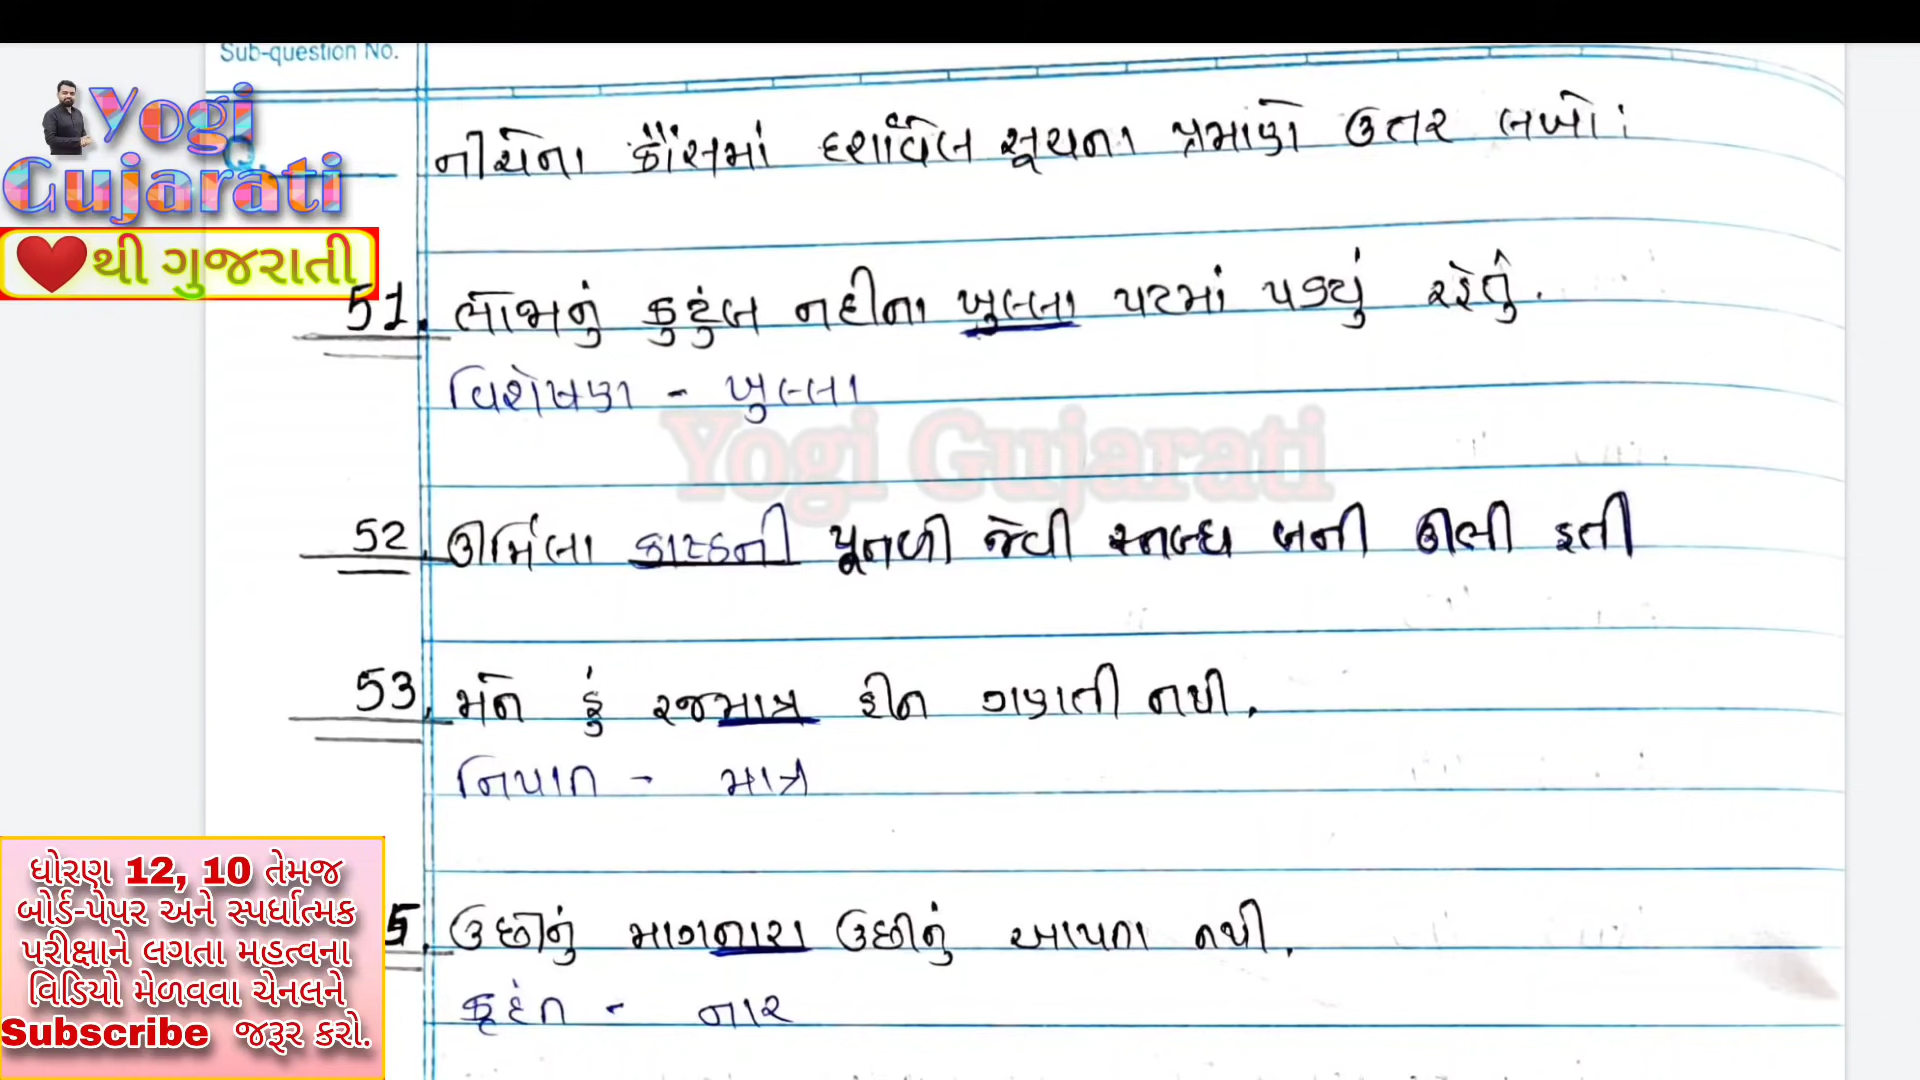 Sub-question No.
Yogi
Gujarati
❤થી ગુજરાતી
નીચેના કૌંસમાં દર્શાવેલ સૂચના પ્રમાણે ઉત્તર લખો:
51. લાભુનું કુટુંબ નદીના ખુલ્લા પટમાં પડ્યું રહેતું.
વિશેષણ - ખુલ્લા
Yogi Gujarati
52. ઊર્મિલા કાષ્ઠની પૂતળી જેવી સ્તબ્ધ બની ઊભી હતી
53. મને હું રજમાત્ર હીન ગણતી નથી.
નિપાત - માત્ર
5. ઉછીનું માગનારા ઉછીનું આપતા નથી.
કૃદંત - નાર
ધોરણ 12, 10 તેમજ
બોર્ડ-પેપર અને સ્પર્ધાત્મક
પરીક્ષાને લગતા મહત્વના
વિડિયો મેળવવા ચેનલને
Subscribe જરૂર કરો.